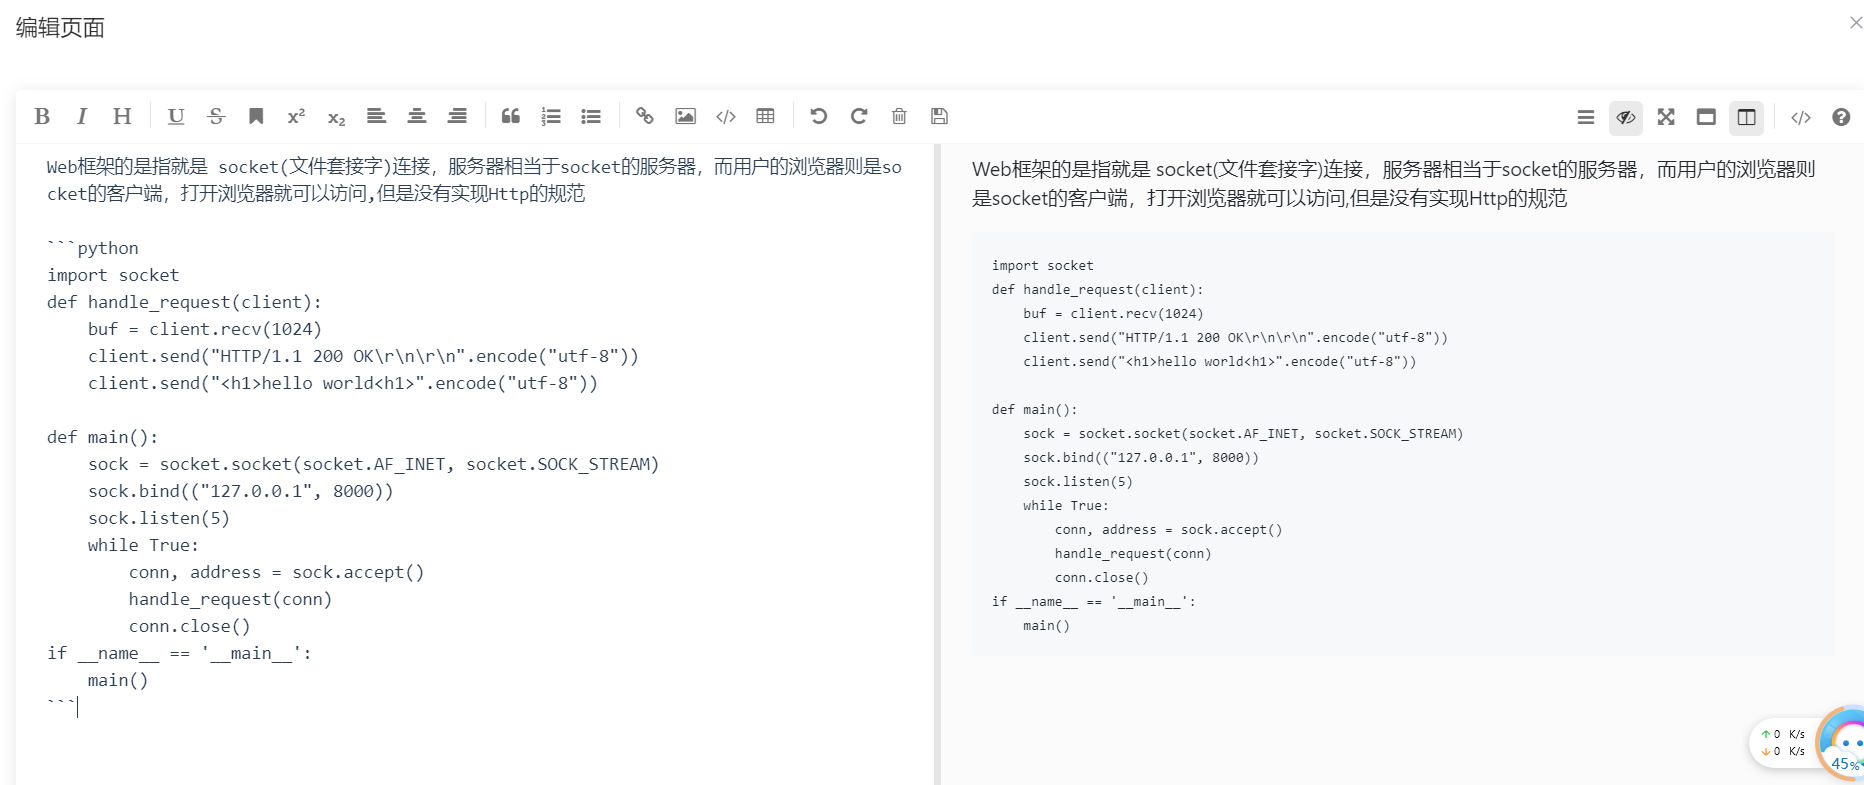 编辑页面
Web框架的是指就是 socket(文件套接字)连接，服务器相当于socket的服务器，而用户的浏览器则是so
cket的客户端，打开浏览器就可以访问,但是没有实现Http的规范
```python
import socket
def handle_request(client):
    buf = client.recv(1024)
    client.send("HTTP/1.1 200 OK\r\n\r\n".encode("utf-8"))
    client.send("<h1>hello world<h1>".encode("utf-8"))

def main():
    sock = socket.socket(socket.AF_INET, socket.SOCK_STREAM)
    sock.bind(("127.0.0.1", 8000))
    sock.listen(5)
    while True:
        conn, address = sock.accept()
        handle_request(conn)
        conn.close()
if __name__ == '__main__':
    main()
```
Web框架的是指就是 socket(文件套接字)连接，服务器相当于socket的服务器，而用户的浏览器则
是socket的客户端，打开浏览器就可以访问,但是没有实现Http的规范
import socket
def handle_request(client):
    buf = client.recv(1024)
    client.send("HTTP/1.1 200 OK\r\n\r\n".encode("utf-8"))
    client.send("<h1>hello world<h1>".encode("utf-8"))

def main():
    sock = socket.socket(socket.AF_INET, socket.SOCK_STREAM)
    sock.bind(("127.0.0.1", 8000))
    sock.listen(5)
    while True:
        conn, address = sock.accept()
        handle_request(conn)
        conn.close()
if __name__ == '__main__':
    main()
↑ 0 K/s
↓ 0 K/s
45%